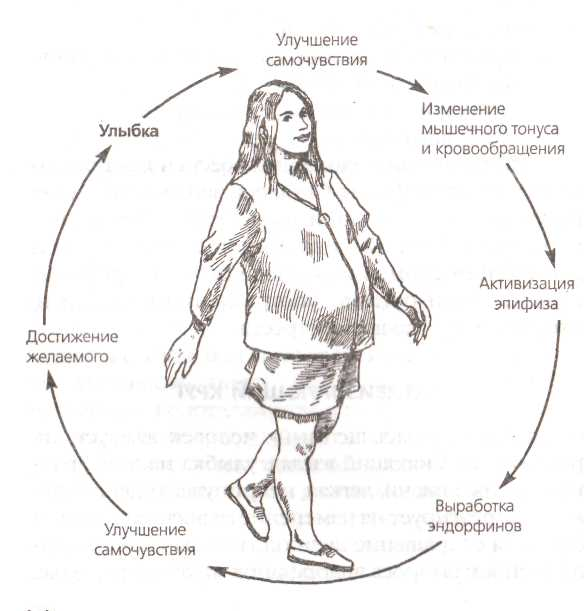 Улучшение
самочувствия
Изменение
мышечного тонуса
и кровообращения
Активизация
эпифиза
Выработка
эндорфинов
Улучшение
самочувствия
Достижение
желаемого
Улыбка